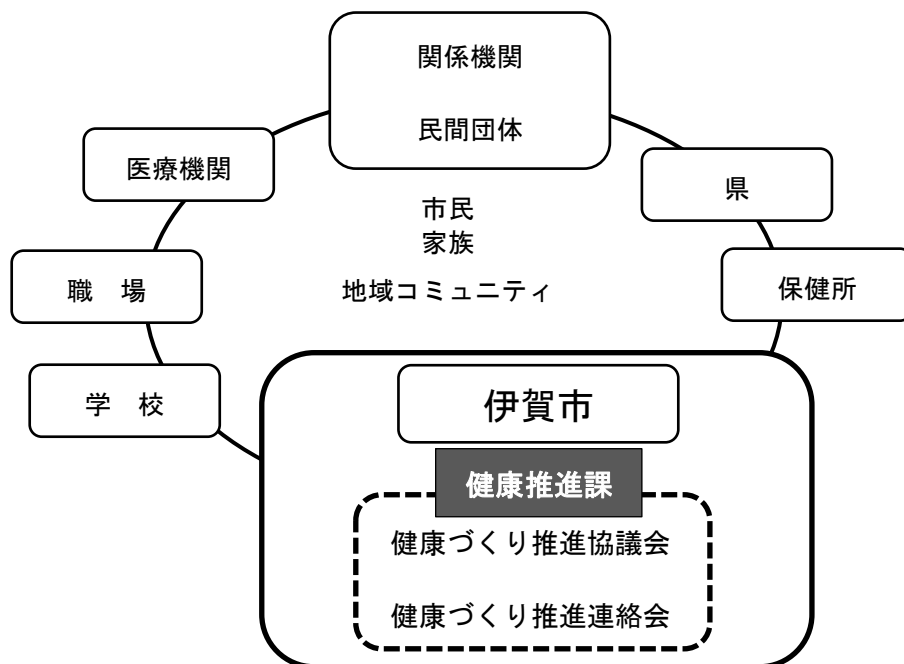 関係機関
民間団体
医療機関
県
市民
家族
職　場
地域コミュニティ
保健所
学　校
伊賀市
健康推進課
健康づくり推進協議会
健康づくり推進連絡会